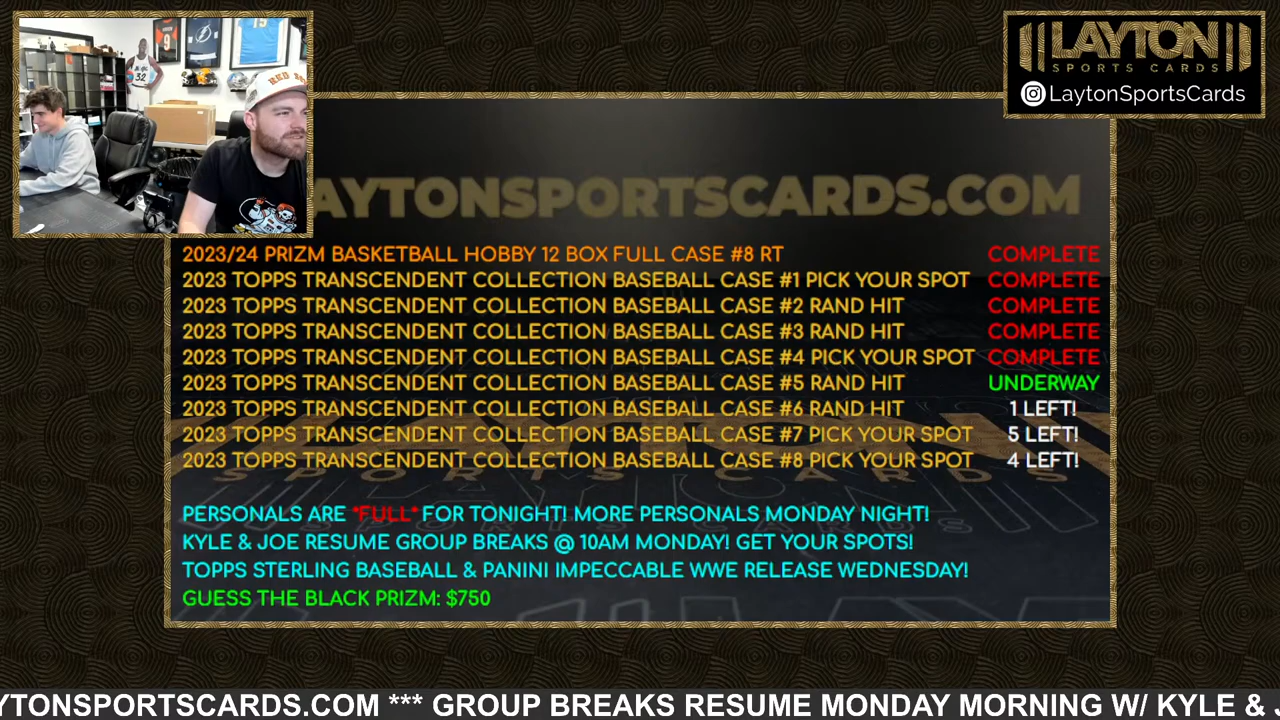 LAYTON
SPORTS CARDS
LaytonSportsCards
AYTONSPORTSCARDS.COM
2023/24 PRIZM BASKETBALL HOBBY 12 BOX FULL CASE #8 RT COMPLETE
2023 TOPPS TRANSCENDENT COLLECTION BASEBALL CASE #1 PICK YOUR SPOT COMPLETE
2023 TOPPS TRANSCENDENT COLLECTION BASEBALL CASE #2 RAND HIT COMPLETE
2023 TOPPS TRANSCENDENT COLLECTION BASEBALL CASE #3 RAND HIT COMPLETE
2023 TOPPS TRANSCENDENT COLLECTION BASEBALL CASE #4 PICK YOUR SPOT COMPLETE
2023 TOPPS TRANSCENDENT COLLECTION BASEBALL CASE #5 RAND HIT UNDERWAY
2023 TOPPS TRANSCENDENT COLLECTION BASEBALL CASE #6 RAND HIT 1 LEFT!
2023 TOPPS TRANSCENDENT COLLECTION BASEBALL CASE #7 PICK YOUR SPOT 5 LEFT!
2023 TOPPS TRANSCENDENT COLLECTION BASEBALL CASE #8 PICK YOUR SPOT 4 LEFT!
SPORTS CARDS
PERSONALS ARE *FULL* FOR TONIGHT! MORE PERSONALS MONDAY NIGHT!
KYLE & JOE RESUME GROUP BREAKS @ 10AM MONDAY! GET YOUR SPOTS!
TOPPS STERLING BASEBALL & PANINI IMPECCABLE WWE RELEASE WEDNESDAY!
GUESS THE BLACK PRIZM: $750
YTONSPORTSCARDS.COM *** GROUP BREAKS RESUME MONDAY MORNING W/ KYLE & J